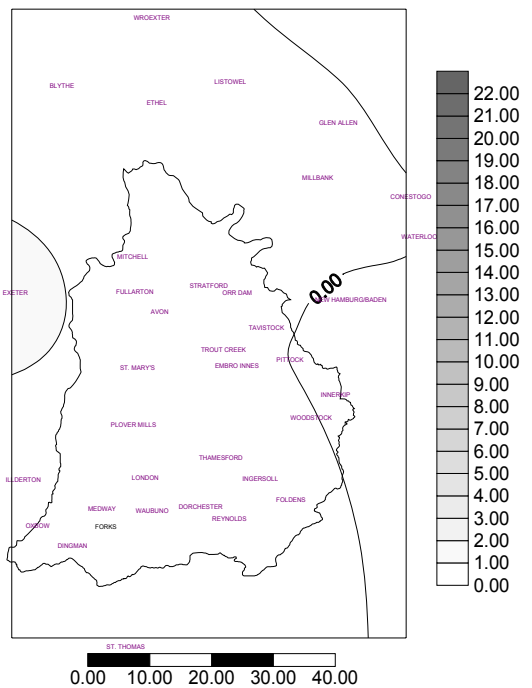 WROEXTER
BLYTHE
LISTOWEL
ETHEL
GLEN ALLEN
MILLBANK
CONESTOGO
WATERLOO
MITCHELL
EXETER
FULLARTON
STRATFORD
ORR DAM
0.00
NEW HAMBURG/BADEN
AVON
TAVISTOCK
TROUT CREEK
PITTOCK
ST. MARY'S
EMBRO INNES
INNERKIP
PLOVER MILLS
WOODSTOCK
THAMESFORD
ILLDERTON
LONDON
INGERSOLL
FOLDENS
MEDWAY
WAUBUNO
DORCHESTER
REYNOLDS
OXBOW
FORKS
DINGMAN
ST. THOMAS
0.00 10.00 20.00 30.00 40.00
22.00
21.00
20.00
19.00
18.00
17.00
16.00
15.00
14.00
13.00
12.00
11.00
10.00
9.00
8.00
7.00
6.00
5.00
4.00
3.00
2.00
1.00
0.00